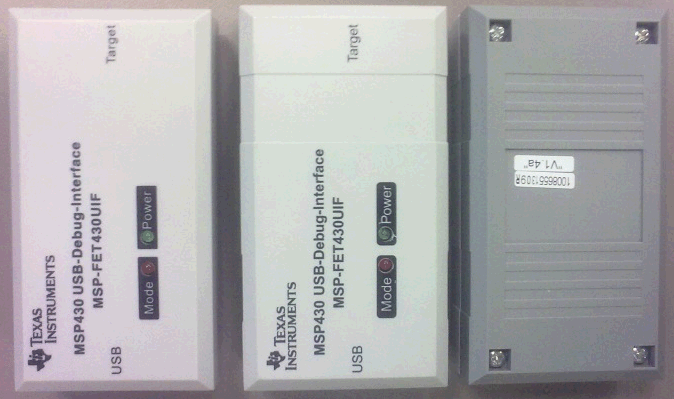 TEXAS
INSTRUMENTS
MSP430 USB-Debug-Interface
MSP-FET430UIF
Mode Power
USB Target
TEXAS
INSTRUMENTS
MSP430 USB-Debug-Interface
MSP-FET430UIF
Mode Power
USB Target
10086551309R
"V1.4a"